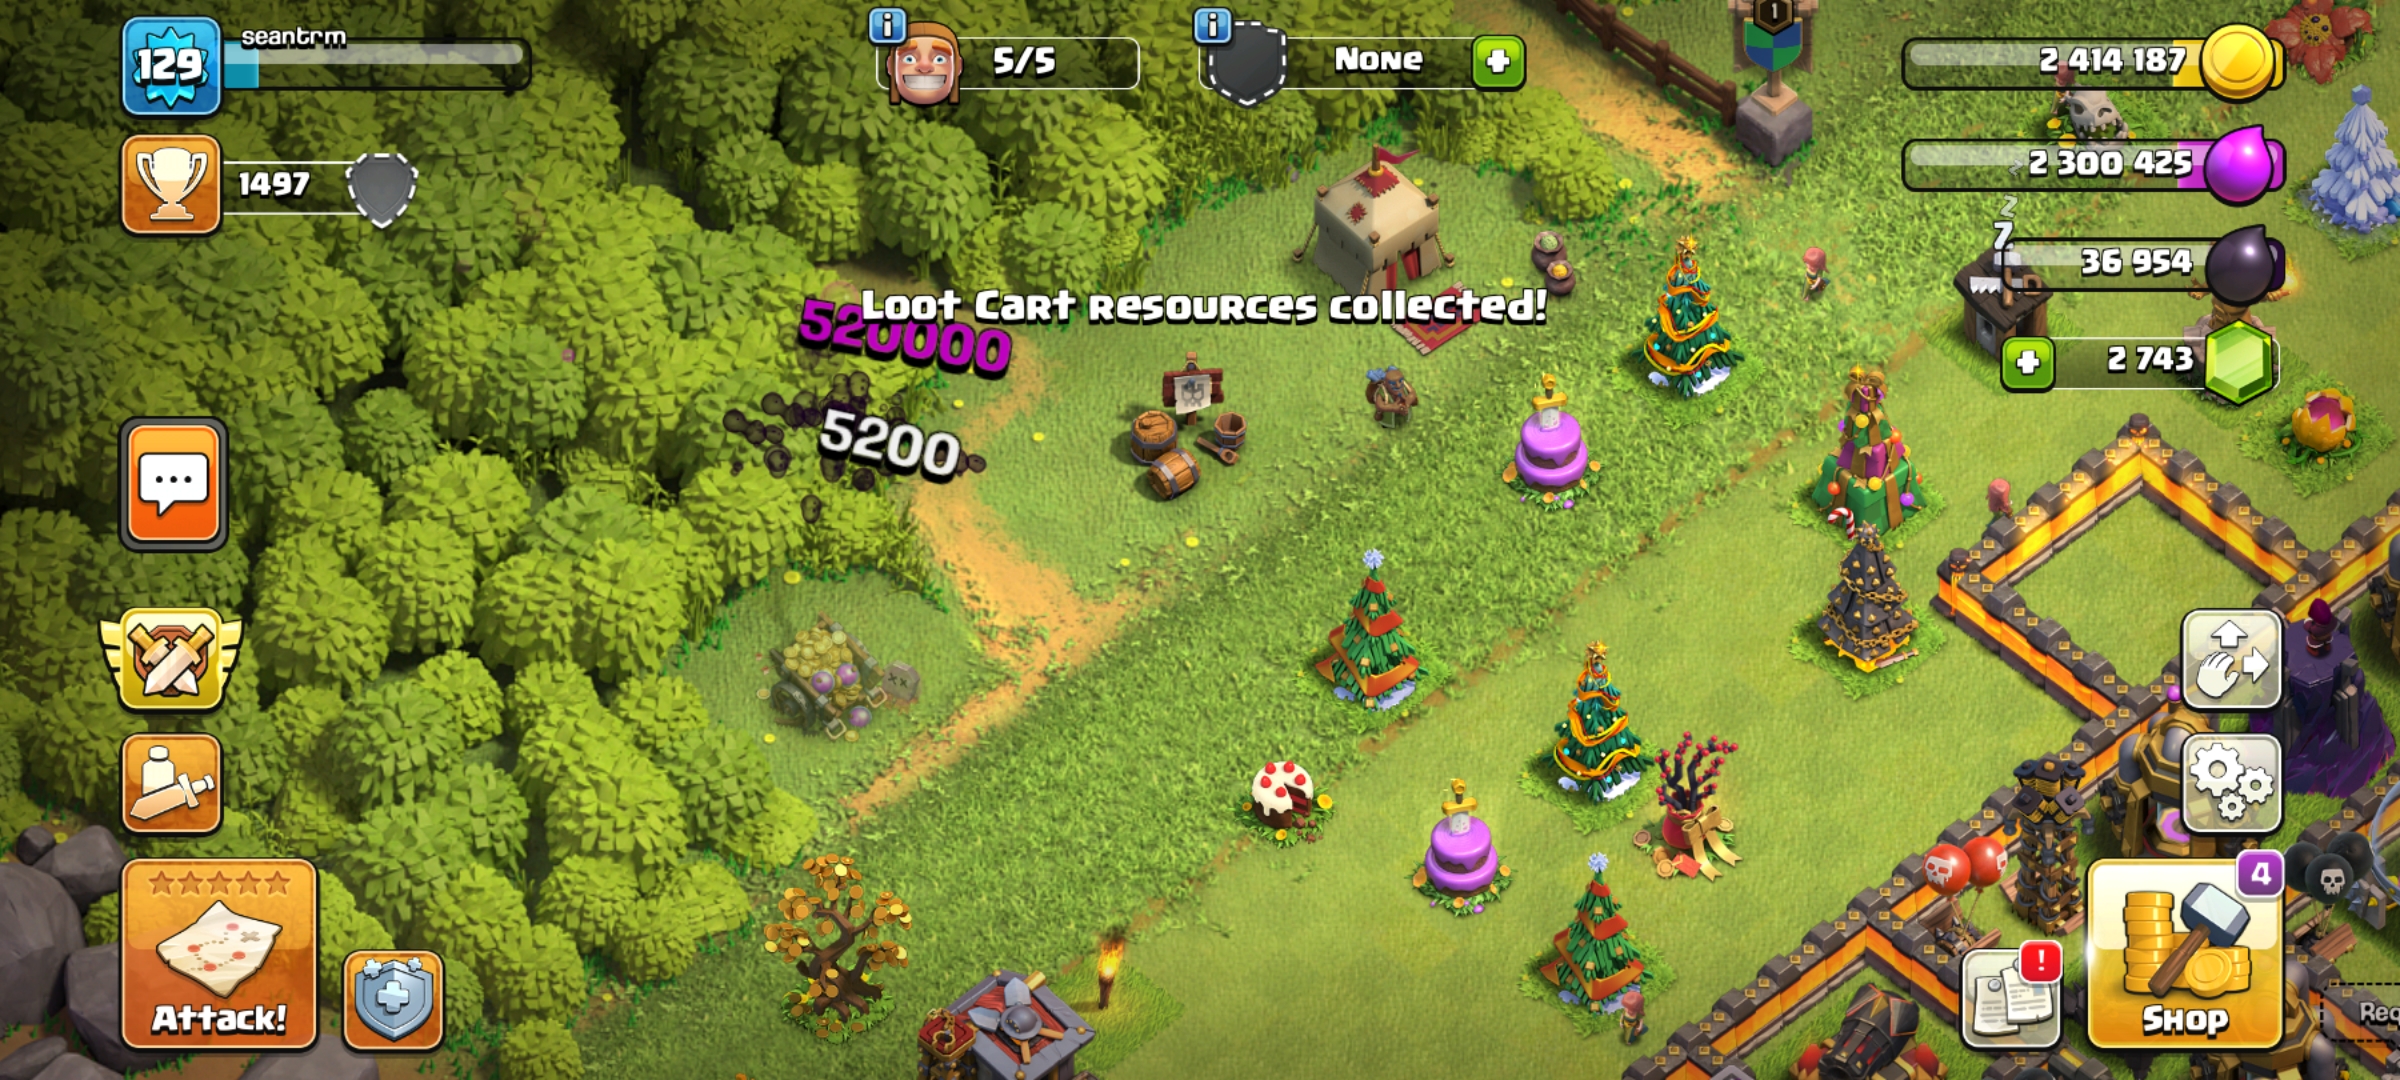 129
seantrm
5/5
None
1
2 414 187
1497
2 300 425
36 954
Loot Cart resources collected!
520000
2 743
5200
4
!
Attack!
Shop